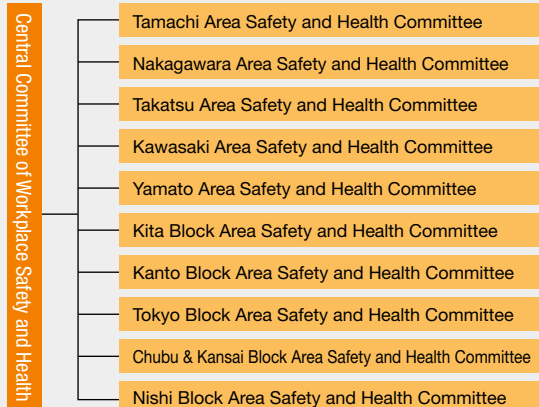 Central Committee of Workplace Safety and Health
Tamachi Area Safety and Health Committee
Nakagawara Area Safety and Health Committee
Takatsu Area Safety and Health Committee
Kawasaki Area Safety and Health Committee
Yamato Area Safety and Health Committee
Kita Block Area Safety and Health Committee
Kanto Block Area Safety and Health Committee
Tokyo Block Area Safety and Health Committee
Chubu & Kansai Block Area Safety and Health Committee
Nishi Block Area Safety and Health Committee